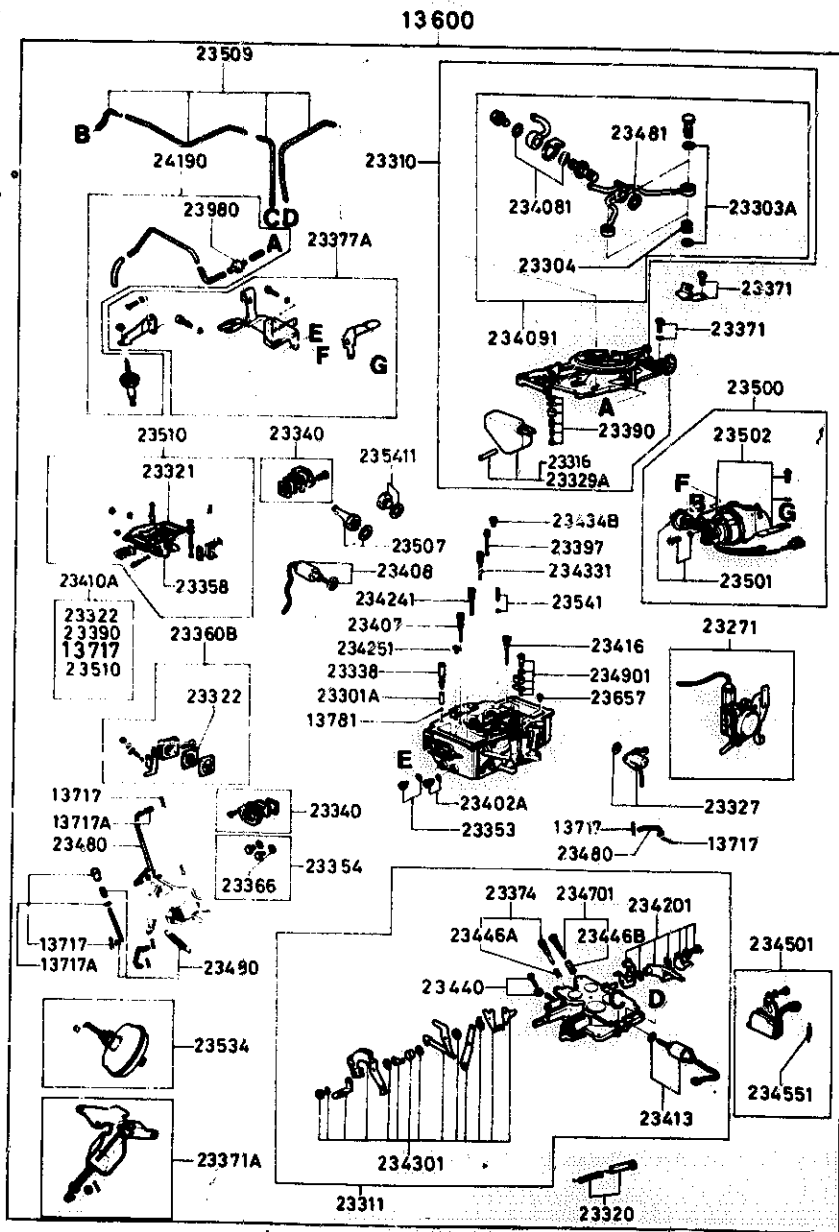 13600
23509
B
24190
23980
CD
A
23377A
E
F
G
23310
23481
234081
23303A
23304
23371
234091
23371
A
23390
23316
23329A
23500
23502
F
B
G
23501
23510
23321
23358
23340
235411
23507
23408
23434B
23397
234331
234241
23541
23407
234251
23416
23338
234901
23301A
23657
13781
E
23402A
23353
23410A
23322
23390
13717
23510
23360B
23322
23271
23327
13717
23480
13717
13717
13717A
23480
23340
23354
23366
13717
13717A
23490
23374
234701
234201
23446A
23446B
23440
C
D
234501
234551
23413
23534
23371A
234301
23311
23320